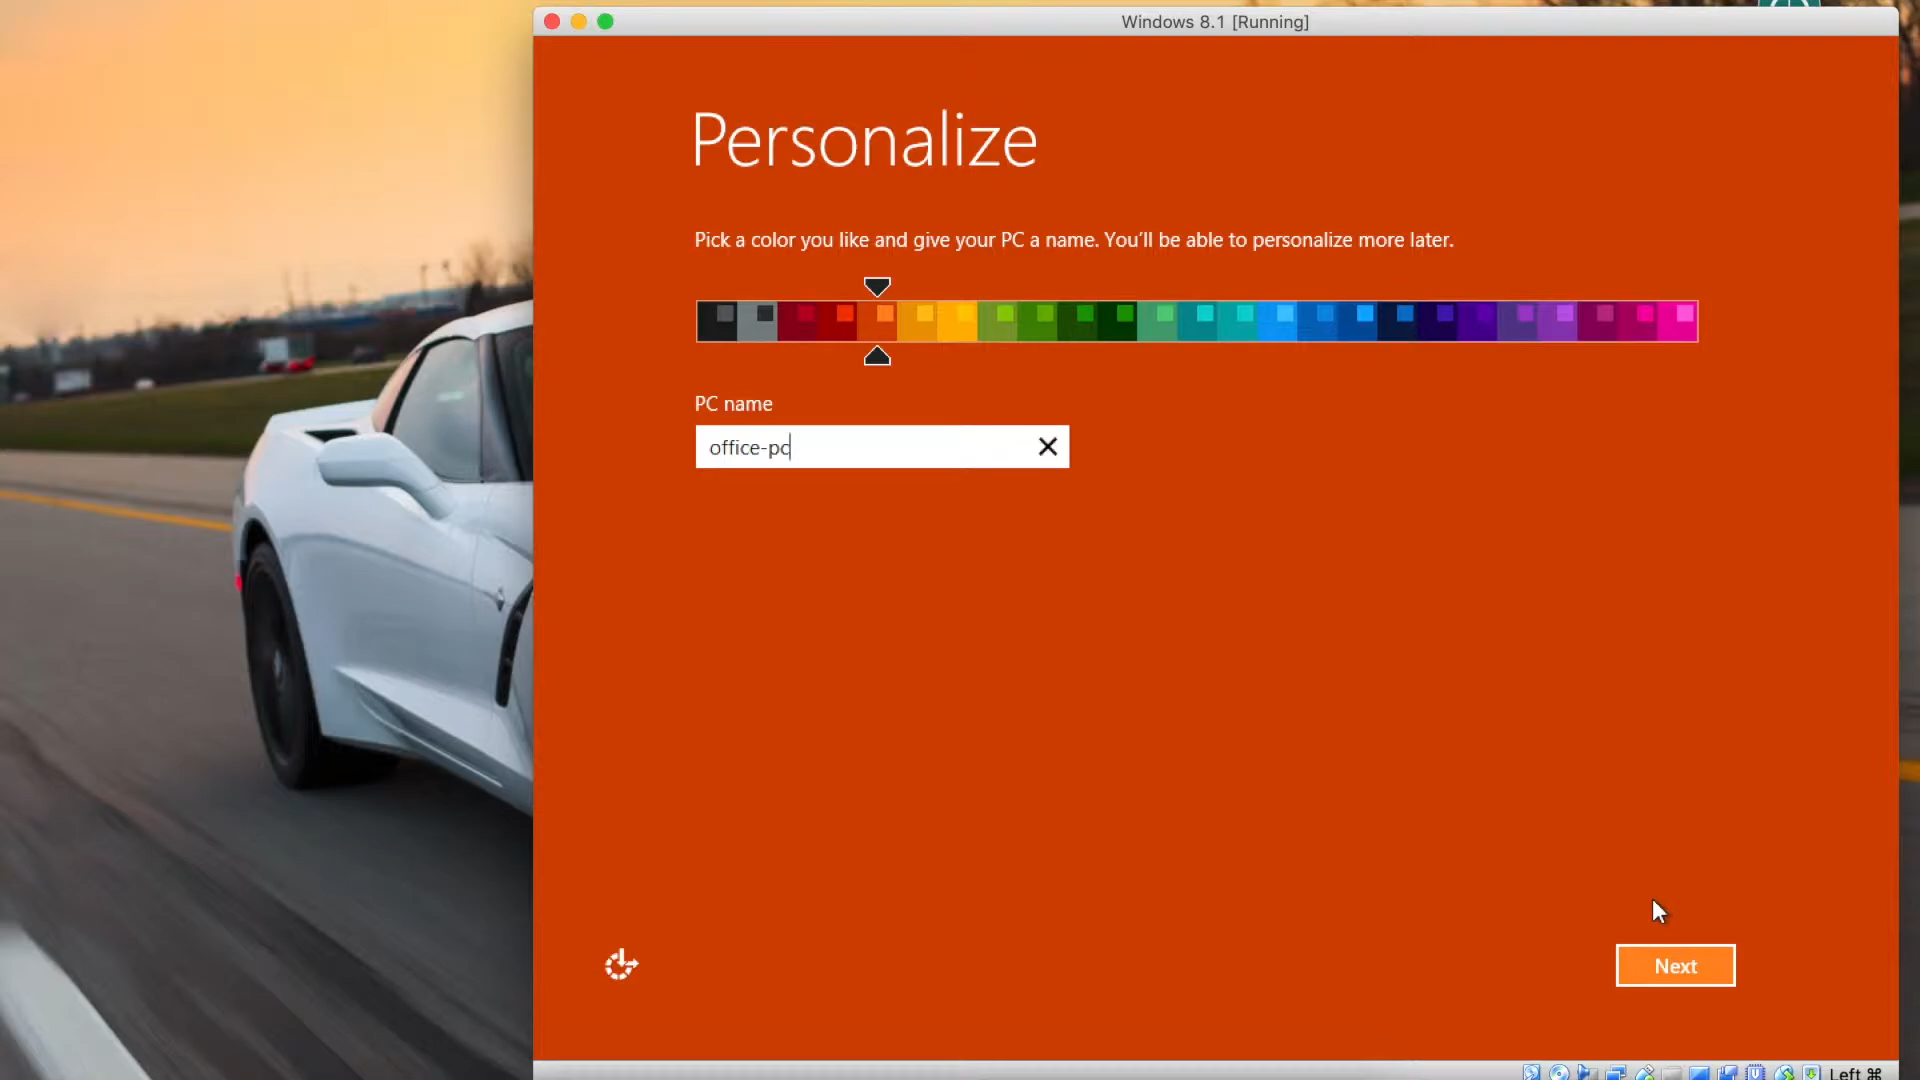 Windows 8.1 [Running]
Personalize
Pick a color you like and give your PC a name. You'll be able to personalize more later.
PC name
office-pc
Next
Left ⌘